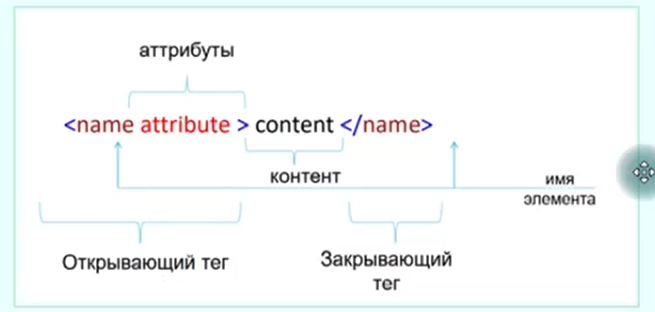 аттрибуты
<name attribute > content </name>
контент
имя
элемента
Открывающий тег
Закрывающий
тег